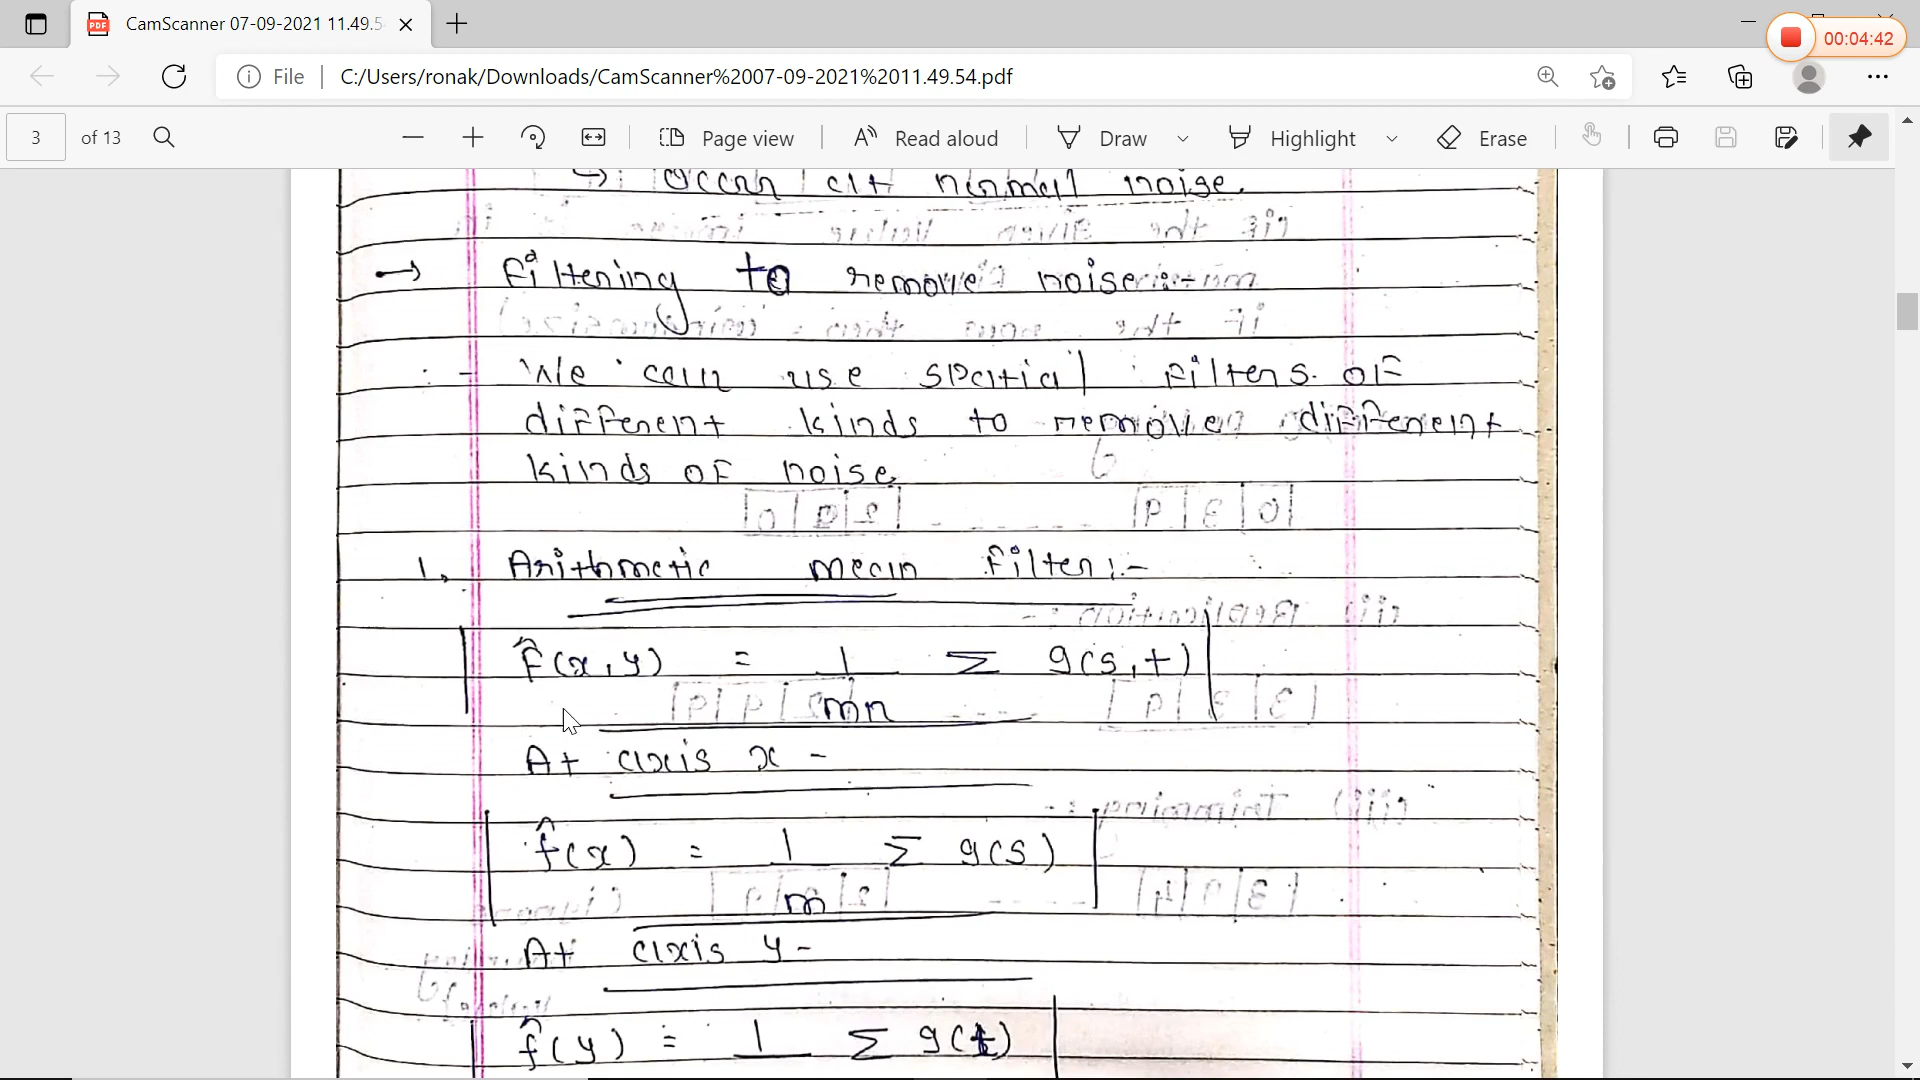 CamScanner 07-09-2021 11.49.5
00:04:42
File | C:/Users/ronak/Downloads/CamScanner%2007-09-2021%2011.49.54.pdf
3 of 13 Page view Read aloud Draw Highlight Erase
→ Occur at normal noise.
→ Filtering to remove noise :-
- We can use spatial filters of
different kinds to remove different
kinds of noise.
1. Arithmetic mean filter :-
f̂(x,y) = 1 Σ g(s,t)
mn
At axis x -
f̂(x) = 1 Σ g(s)
m
At axis y -
f̂(y) = 1 Σ g(t)